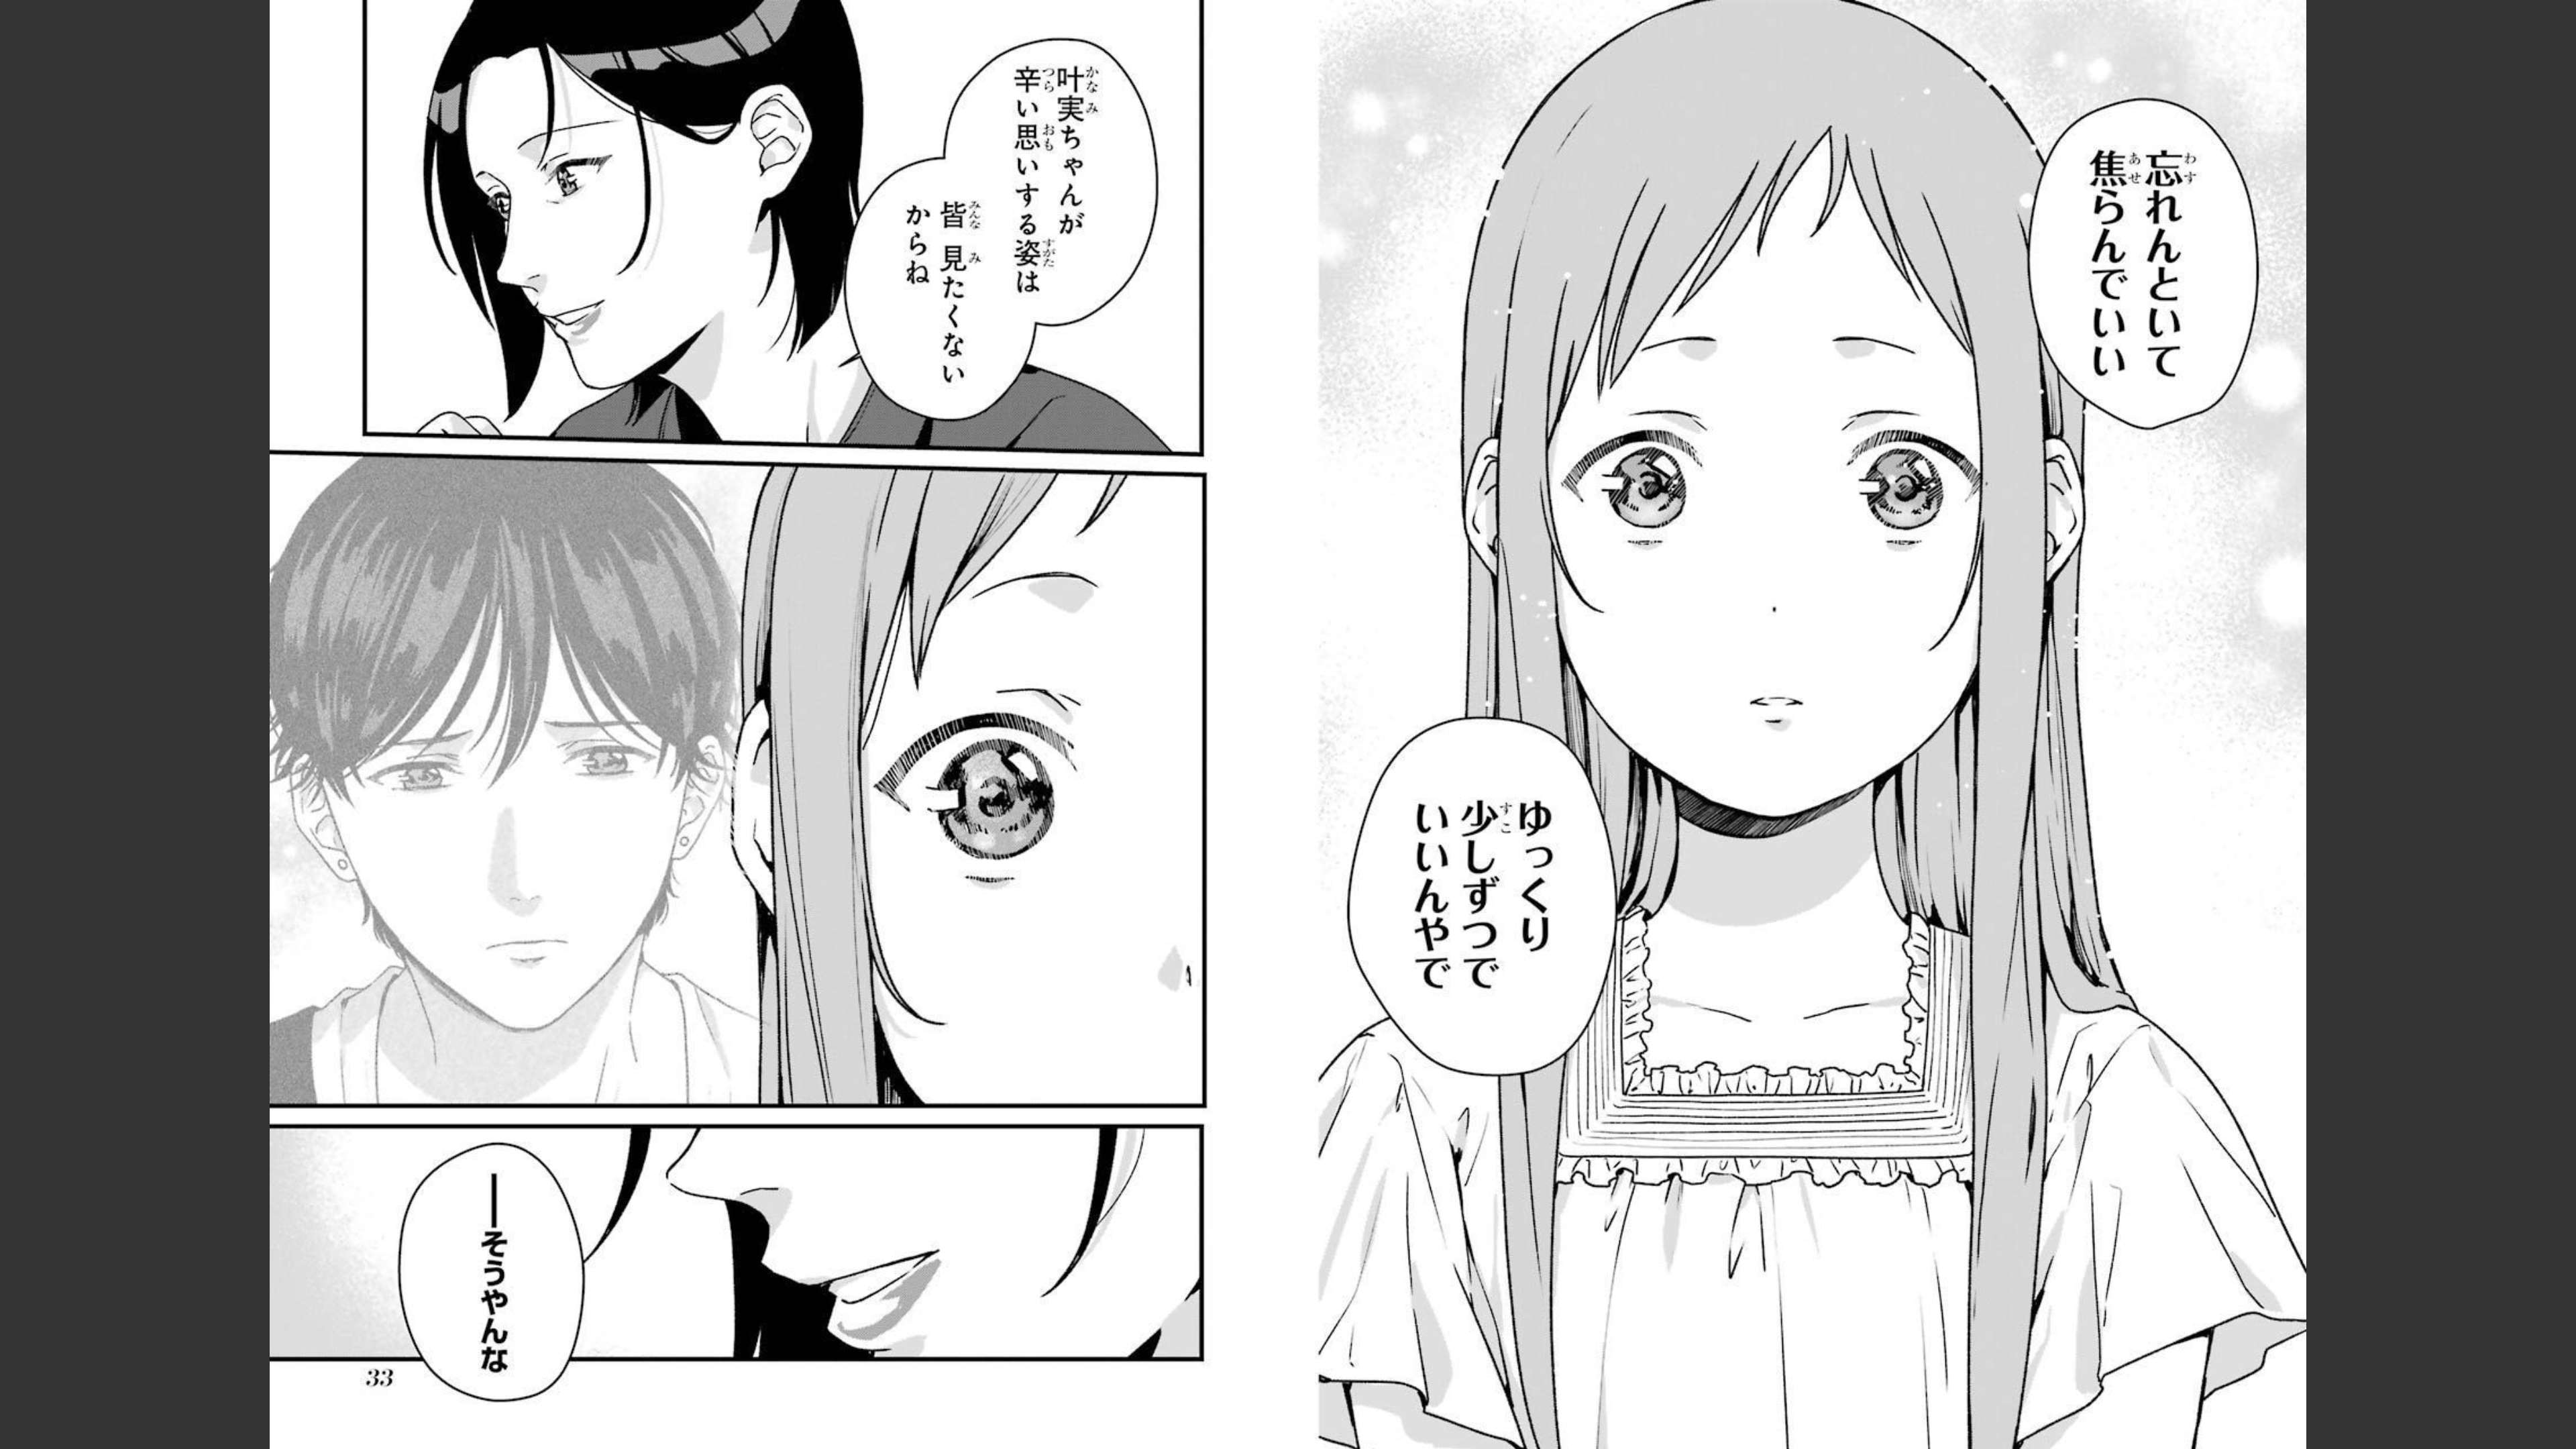 忘れんといて
焦らんでいい
ゆっくり
少しずつで
いいんやで
叶実ちゃんが
辛い思いする姿は
皆見たくない
からね
──そうやんな
33